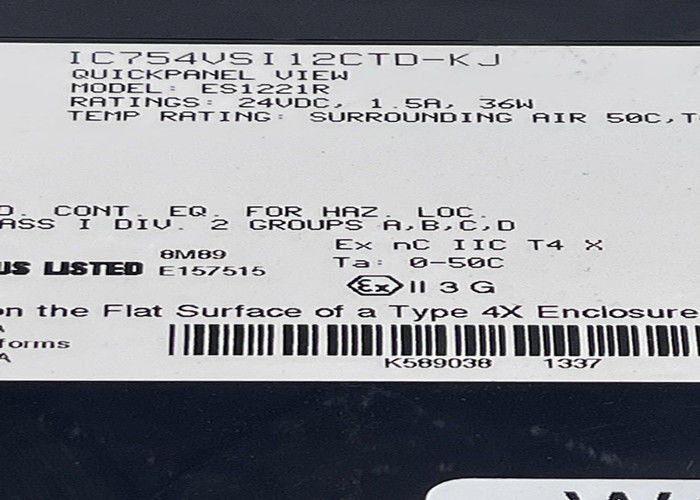 IC754VSI12CTD-KJ
QUICKPANEL VIEW
MODEL: ES1221R
RATINGS: 24VDC, 1.5A, 36W
TEMP RATING: SURROUNDING AIR 50C,T
D. CONT. EQ. FOR HAZ. LOC.
ASS I DIV. 2 GROUPS A,B,C,D
Ex nC IIC T4 X
US LISTED 8M89
E157515
Ta: 0-50C
Ex II 3 G
on the Flat Surface of a Type 4X Enclosure
A
forms
A
K589038 1337